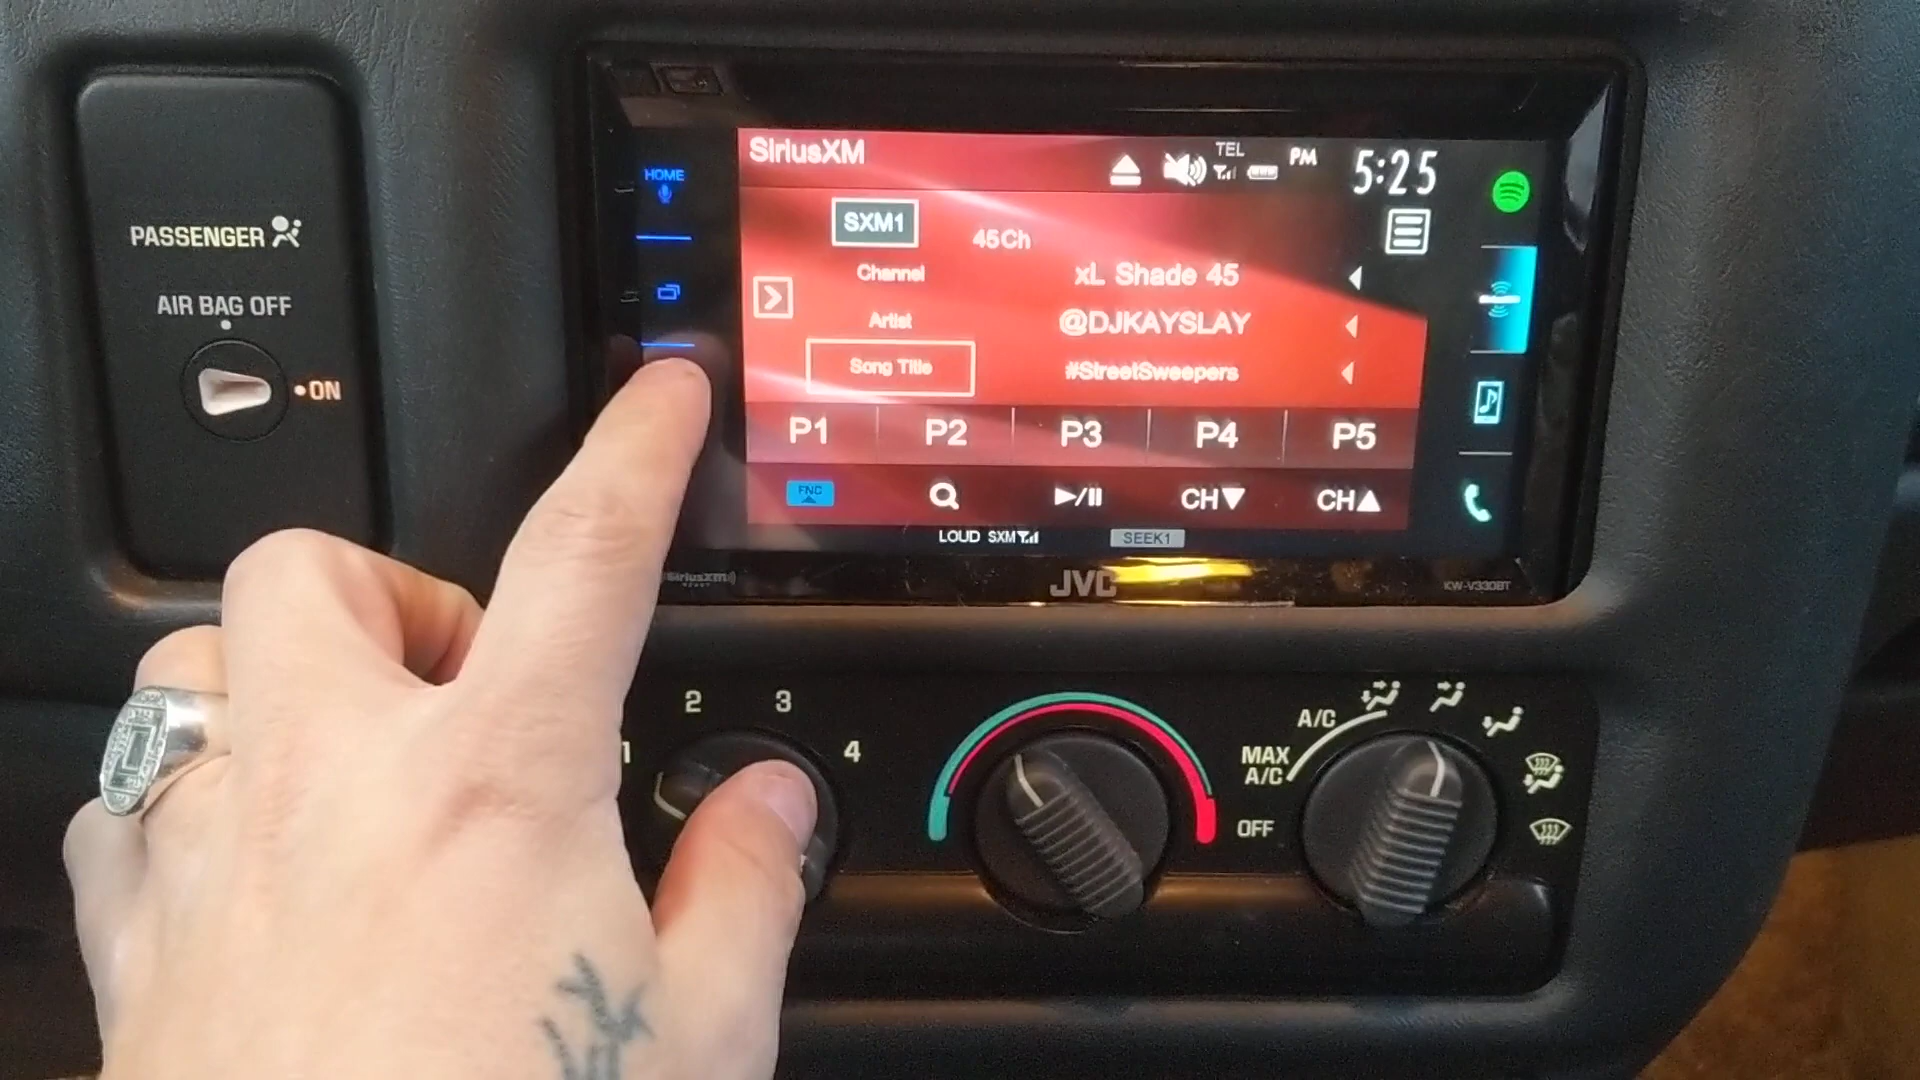 PASSENGER
AIR BAG OFF
ON
HOME
SiriusXM
TEL
PM
5:25
SXM1
45Ch
Channel
xL Shade 45
Artist
@DJKAYSLAY
Song Title
#StreetSweepers
P1 P2 P3 P4 P5
FNC
CH▼
CH▲
LOUD SXM
SEEK1
SiriusXM
JVC
KW-V330BT
1 2 3 4
A/C
MAX
A/C
OFF